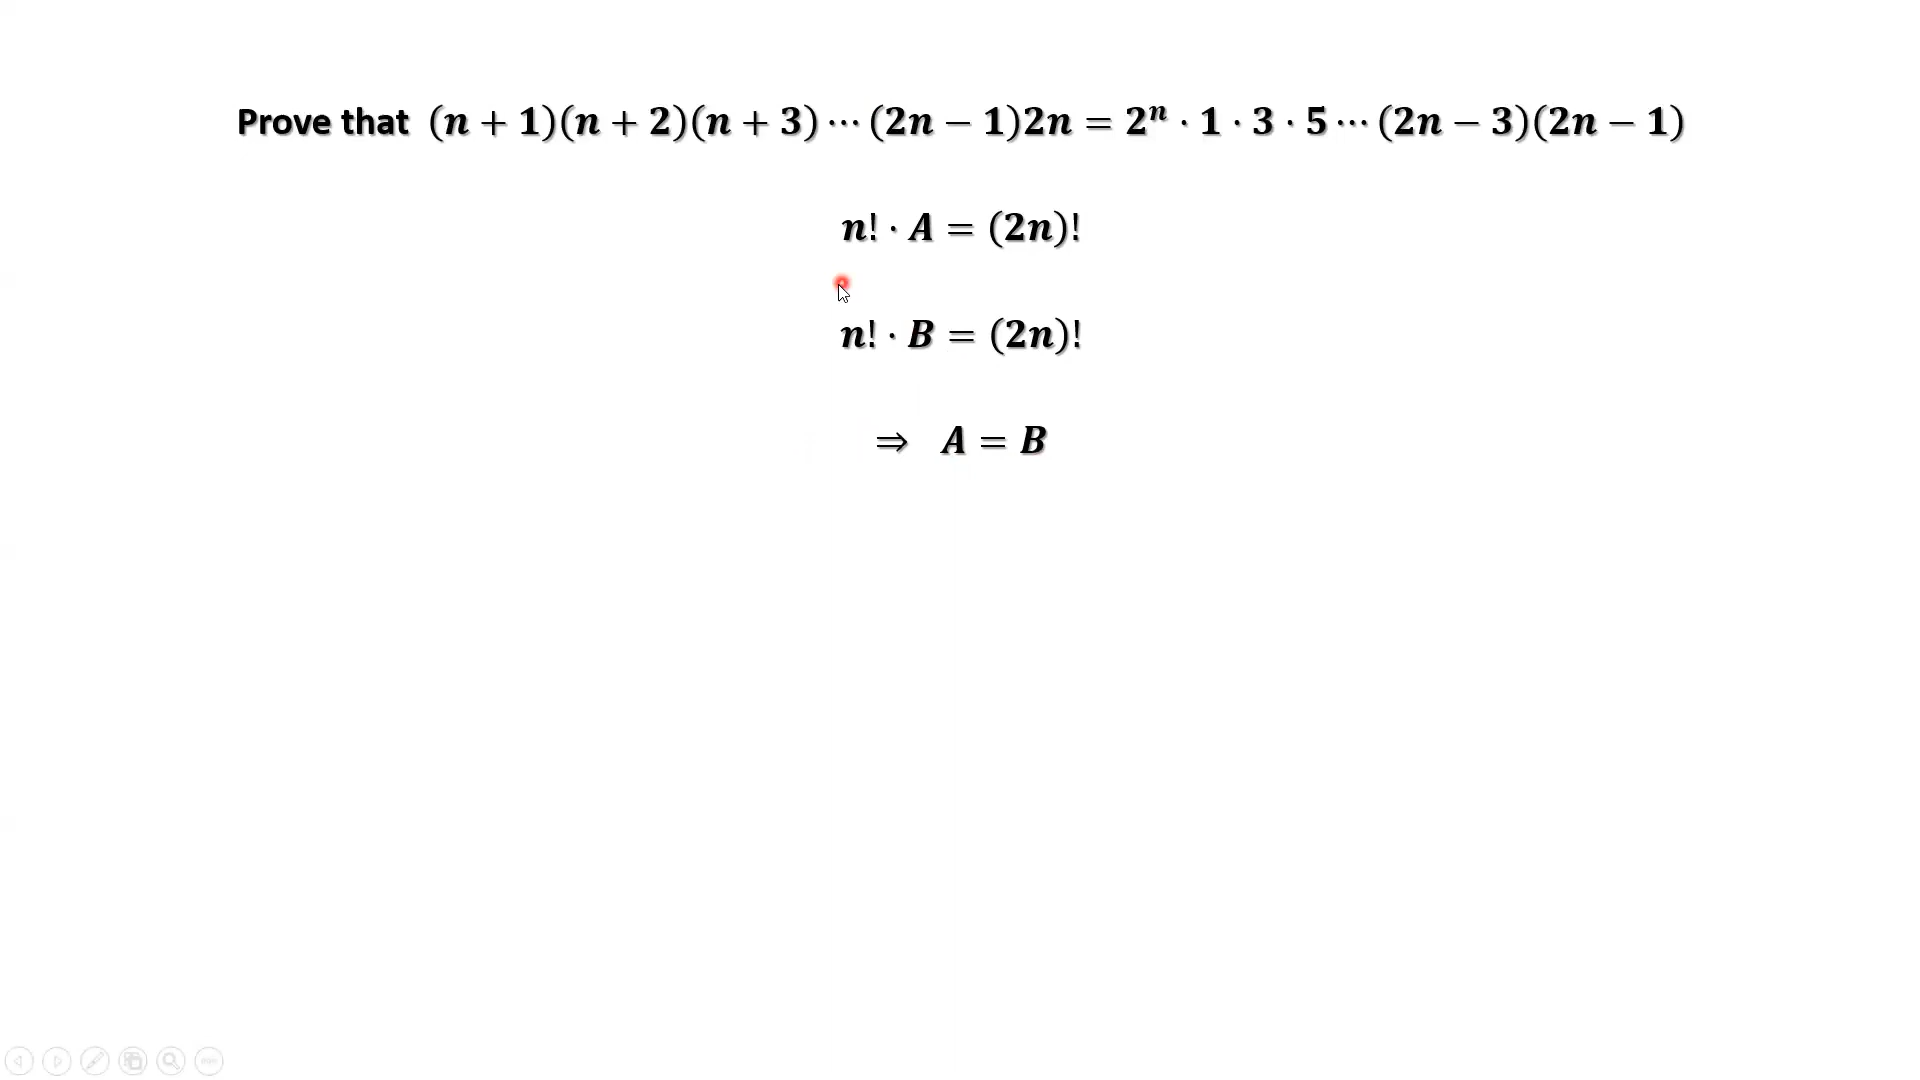 Prove that (n + 1)(n + 2)(n + 3) ⋯ (2n − 1)2n = 2ⁿ · 1 · 3 · 5 ⋯ (2n − 3)(2n − 1)
n! · A = (2n)!
n! · B = (2n)!
⇒ A = B